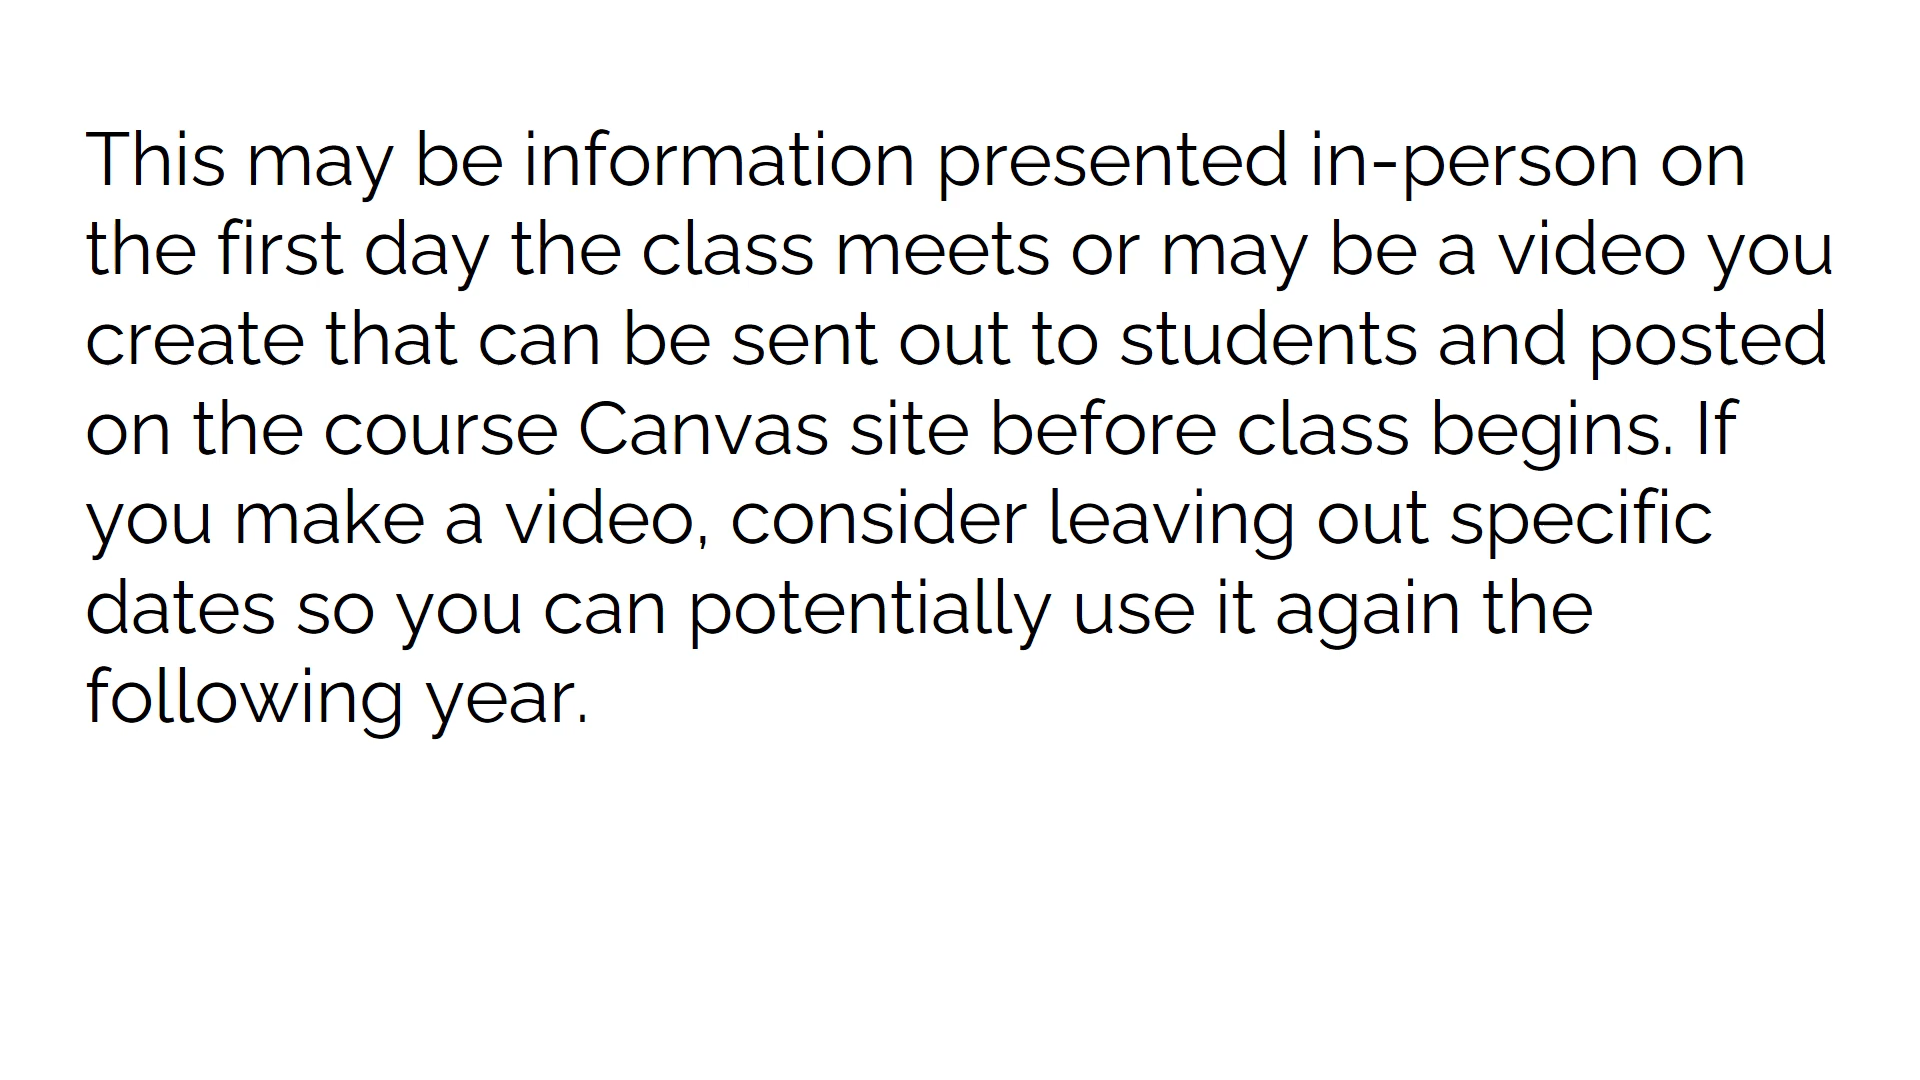 This may be information presented in-person on
the first day the class meets or may be a video you
create that can be sent out to students and posted
on the course Canvas site before class begins. If
you make a video, consider leaving out specific
dates so you can potentially use it again the
following year.